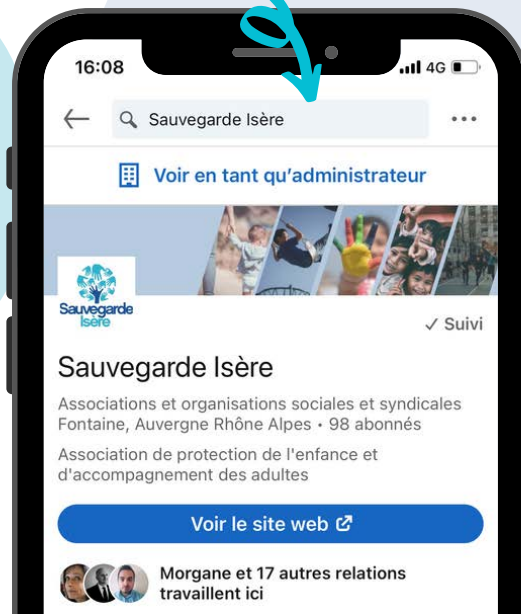 16:08
4G
Sauvegarde Isère
Voir en tant qu'administrateur
Sauvegarde
Isère
✓ Suivi
Sauvegarde Isère
Associations et organisations sociales et syndicales
Fontaine, Auvergne Rhône Alpes • 98 abonnés
Association de protection de l'enfance et
d'accompagnement des adultes
Voir le site web
Morgane et 17 autres relations
travaillent ici